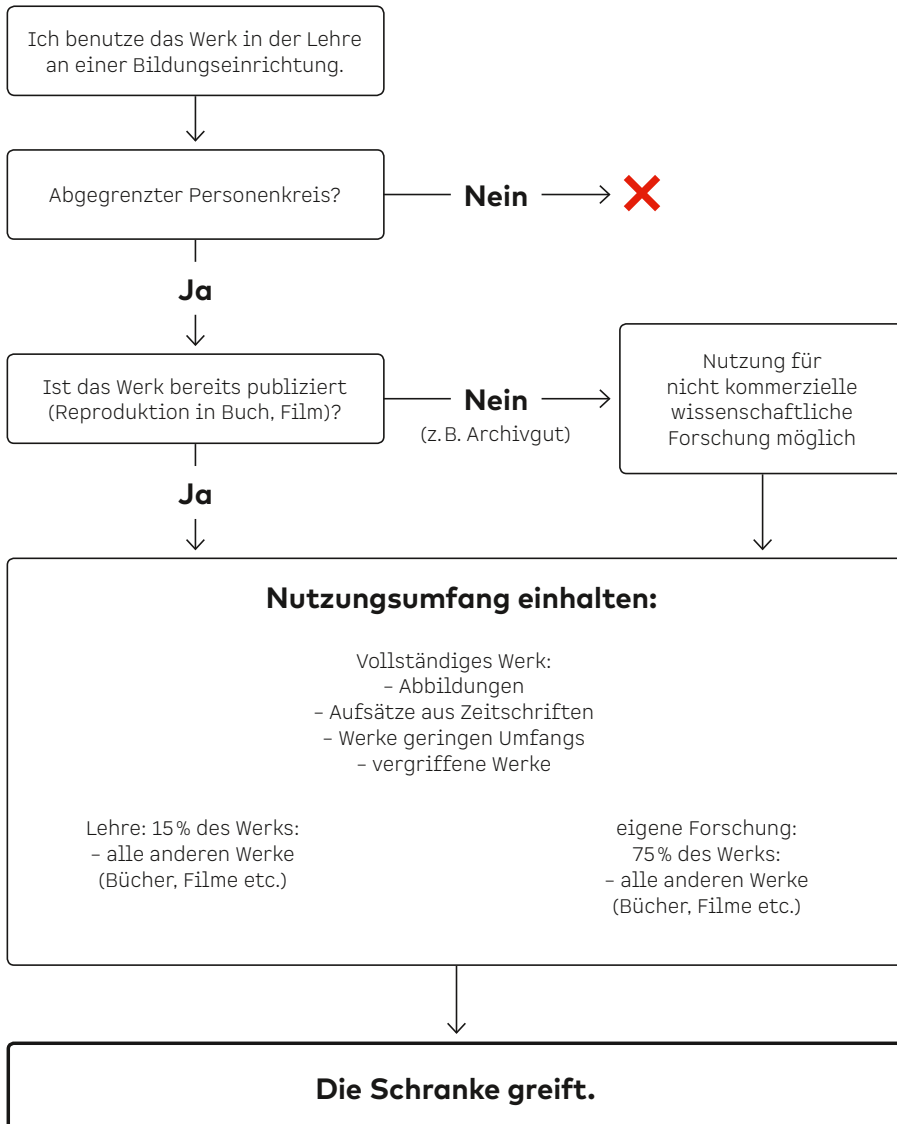 Ich benutze das Werk in der Lehre
an einer Bildungseinrichtung.
Abgegrenzter Personenkreis?
Nein
Ja
Ist das Werk bereits publiziert
(Reproduktion in Buch, Film)?
Nein
(z. B. Archivgut)
Nutzung für
nicht kommerzielle
wissenschaftliche
Forschung möglich
Ja
Nutzungsumfang einhalten:
Vollständiges Werk:
– Abbildungen
– Aufsätze aus Zeitschriften
– Werke geringen Umfangs
– vergriffene Werke
Lehre: 15 % des Werks:
– alle anderen Werke
(Bücher, Filme etc.)
eigene Forschung:
75 % des Werks:
– alle anderen Werke
(Bücher, Filme etc.)
Die Schranke greift.